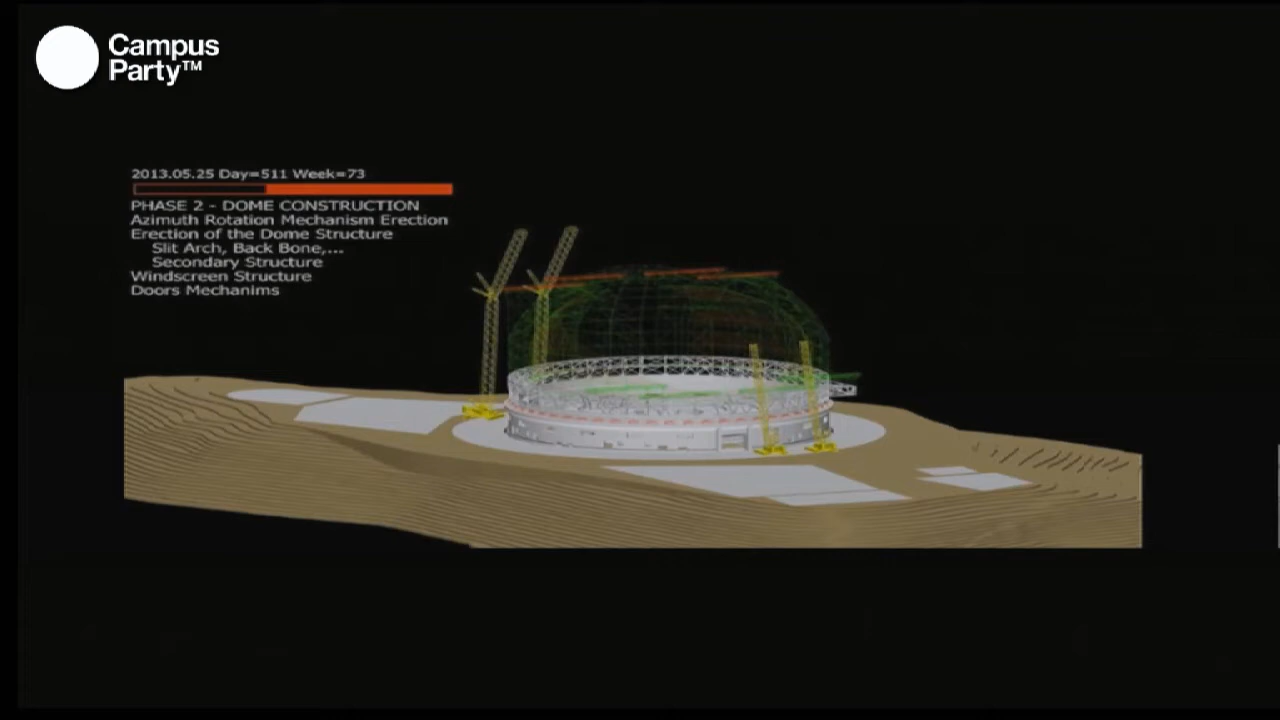 Campus
Party™
2013.05.25 Day=511 Week=73
PHASE 2 - DOME CONSTRUCTION
Azimuth Rotation Mechanism Erection
Erection of the Dome Structure
Slit Arch, Back Bone,...
Secondary Structure
Windscreen Structure
Doors Mechanims